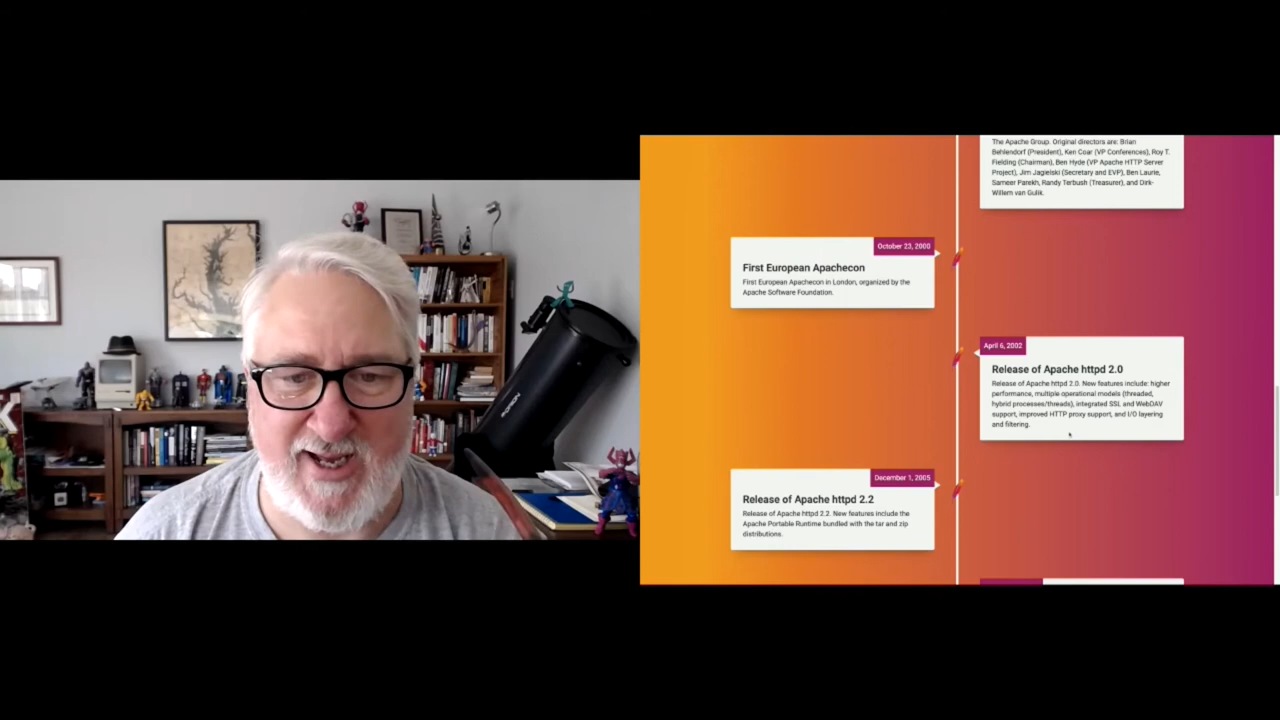 ORION
The Apache Group. Original directors are: Brian
Behlendorf (President), Ken Coar (VP Conferences), Roy T.
Fielding (Chairman), Ben Hyde (VP Apache HTTP Server
Project), Jim Jagielski (Secretary and EVP), Ben Laurie,
Sameer Parekh, Randy Terbush (Treasurer), and Dirk-
Willem van Gulik.
October 23, 2000
First European Apachecon
First European Apachecon in London, organized by the
Apache Software Foundation.
April 6, 2002
Release of Apache httpd 2.0
Release of Apache httpd 2.0. New features include: higher
performance, multiple operational models (threaded,
hybrid processes/threads), integrated SSL and WebDAV
support, improved HTTP proxy support, and I/O layering
and filtering.
December 1, 2005
Release of Apache httpd 2.2
Release of Apache httpd 2.2. New features include the
Apache Portable Runtime bundled with the tar and zip
distributions.